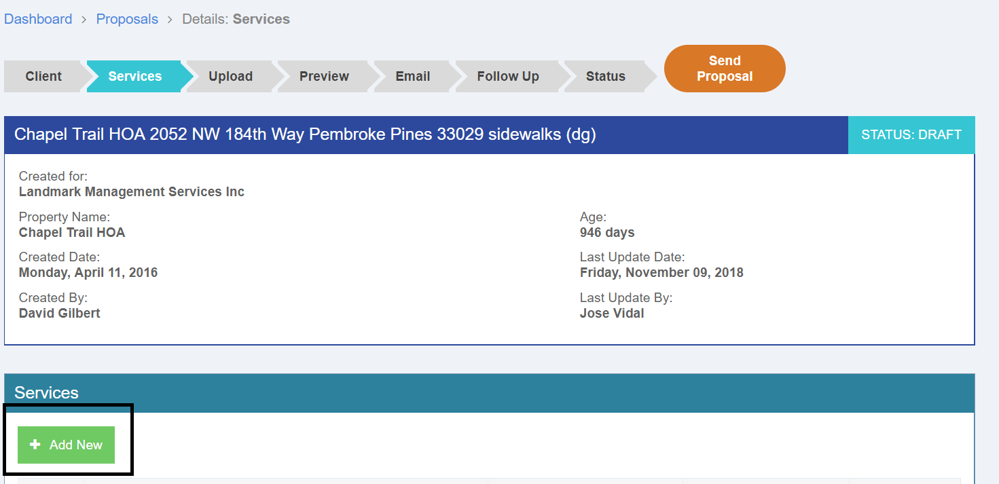 Dashboard > Proposals > Details: Services
Client Services Upload Preview Email Follow Up Status
Send
Proposal
Chapel Trail HOA 2052 NW 184th Way Pembroke Pines 33029 sidewalks (dg)
STATUS: DRAFT
Created for:
Landmark Management Services Inc
Property Name:
Chapel Trail HOA
Age:
946 days
Created Date:
Monday, April 11, 2016
Last Update Date:
Friday, November 09, 2018
Created By:
David Gilbert
Last Update By:
Jose Vidal
Services
+ Add New